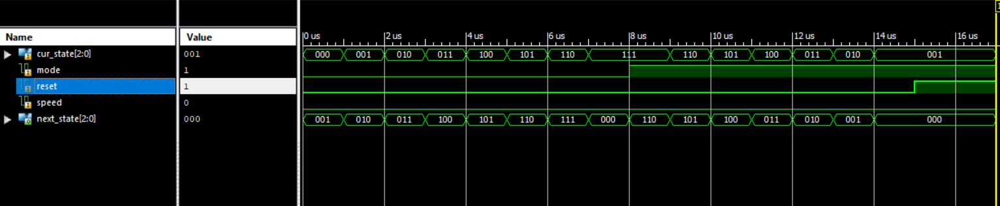 Name Value 0 us 2 us 4 us 6 us 8 us 10 us 12 us 14 us 16 us
cur_state[2:0] 001 000 001 010 011 100 101 110 111 110 101 100 011 010 001
mode 1
reset 1
speed 0
next_state[2:0] 000 001 010 011 100 101 110 111 000 110 101 100 011 010 001 000